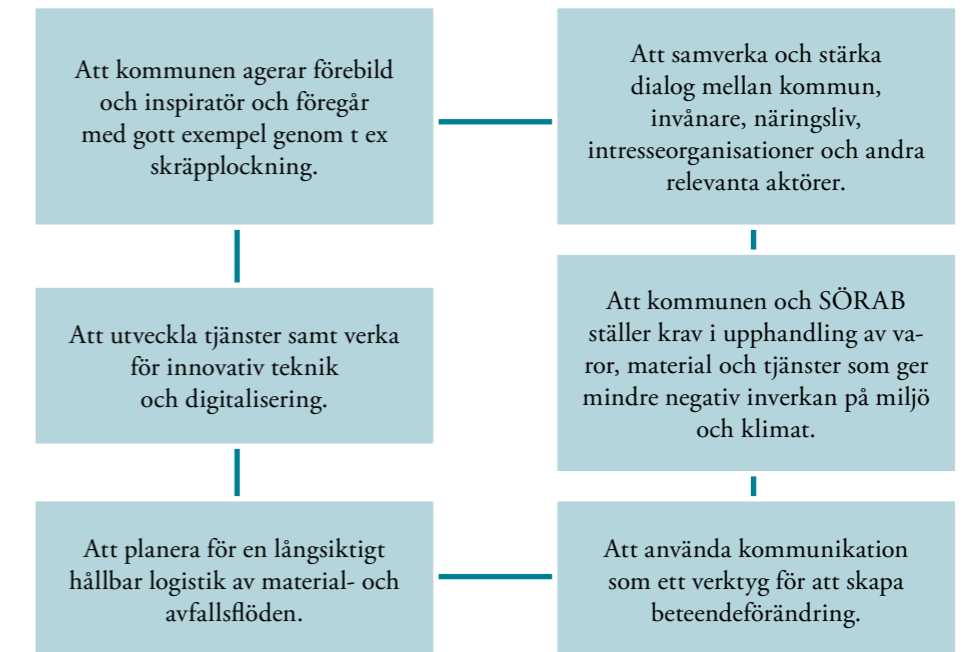 Att kommunen agerar förebild
och inspiratör och föregår
med gott exempel genom t ex
skräpplockning.
Att samverka och stärka
dialog mellan kommun,
invånare, näringsliv,
intresseorganisationer och andra
relevanta aktörer.
Att utveckla tjänster samt verka
för innovativ teknik
och digitalisering.
Att kommunen och SÖRAB
ställer krav i upphandling av va-
ror, material och tjänster som ger
mindre negativ inverkan på miljö
och klimat.
Att planera för en långsiktigt
hållbar logistik av material- och
avfallsflöden.
Att använda kommunikation
som ett verktyg för att skapa
beteendeförändring.